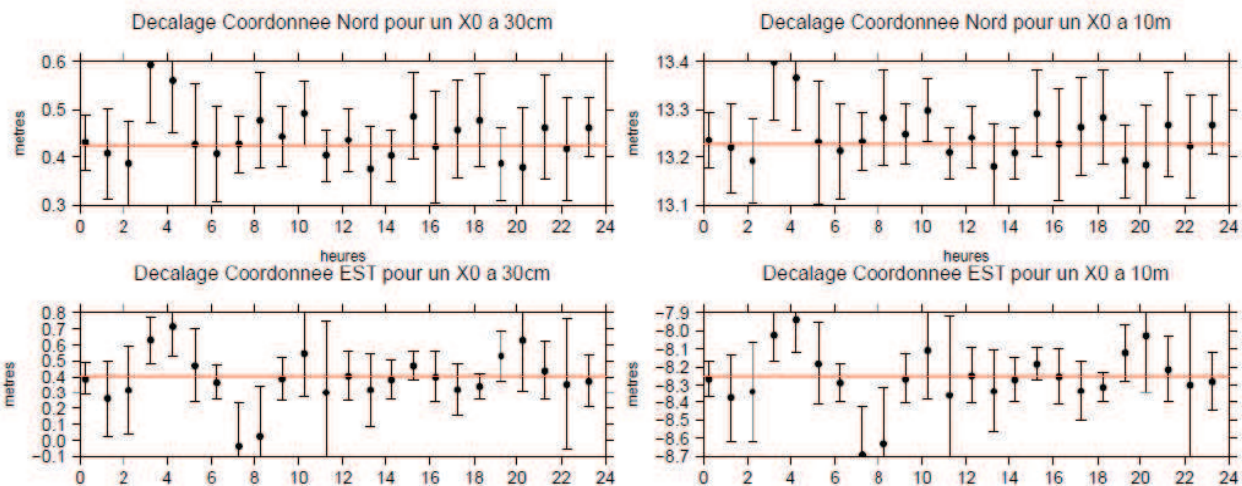 Decalage Coordonnee Nord pour un X0 a 30cm
metres
0.6
0.5
0.4
0.3
0 2 4 6 8 10 12 14 16 18 20 22 24
heures
Decalage Coordonnee Nord pour un X0 a 10m
metres
13.4
13.3
13.2
13.1
0 2 4 6 8 10 12 14 16 18 20 22 24
heures
Decalage Coordonnee EST pour un X0 a 30cm
metres
0.8
0.7
0.6
0.5
0.4
0.3
0.2
0.1
0.0
−0.1
0 2 4 6 8 10 12 14 16 18 20 22 24
Decalage Coordonnee EST pour un X0 a 10m
metres
−7.9
−8.0
−8.1
−8.2
−8.3
−8.4
−8.5
−8.6
−8.7
0 2 4 6 8 10 12 14 16 18 20 22 24